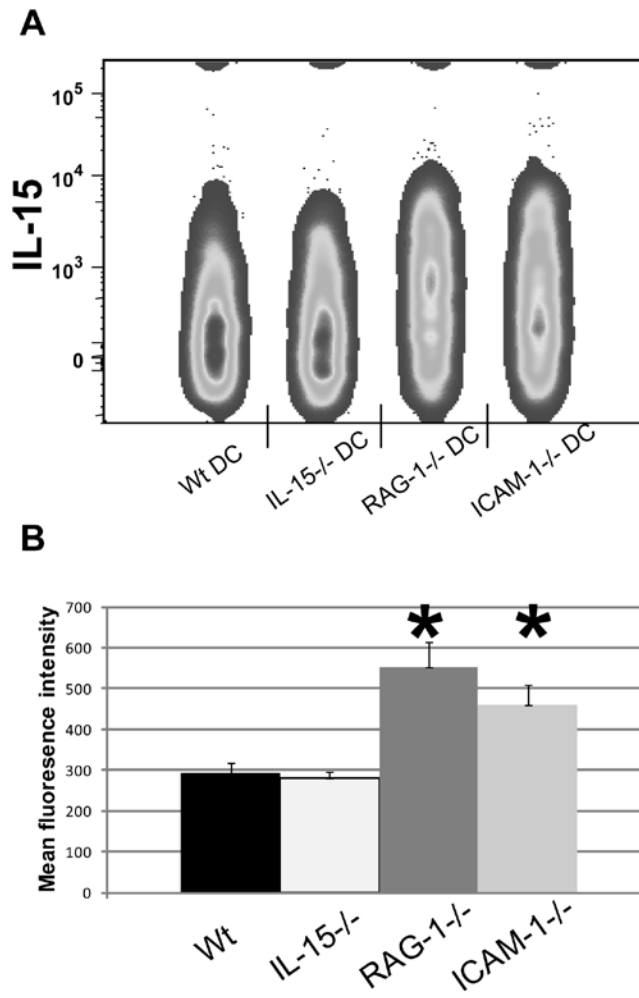 A
IL-15
10⁵
10⁴
10³
0
Wt DC
IL-15-/- DC
RAG-1-/- DC
ICAM-1-/- DC
B
Mean fluoresence intensity
700
600
500
400
300
200
100
0
* *
Wt
IL-15-/-
RAG-1-/-
ICAM-1-/-